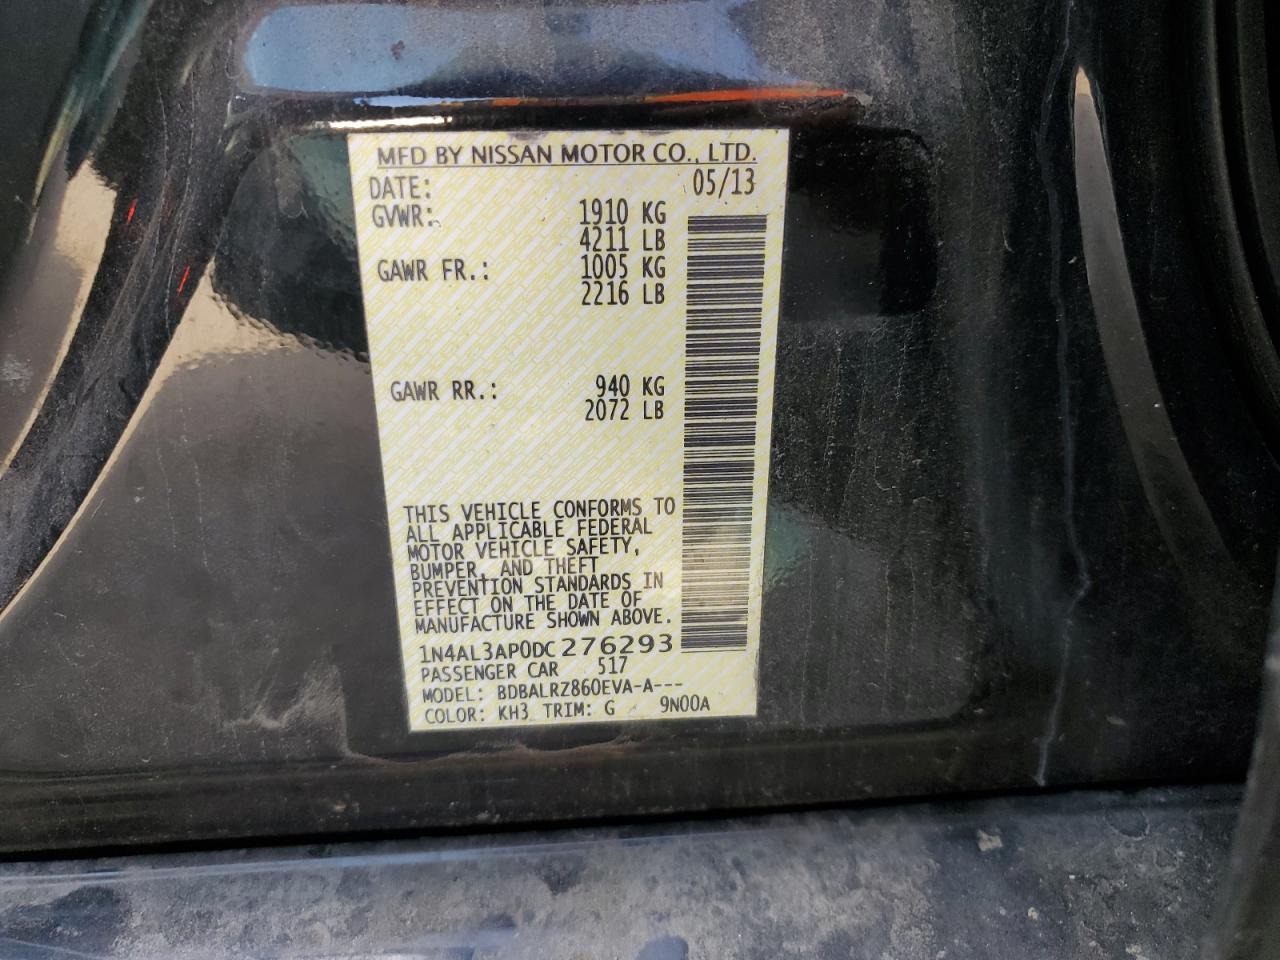 MFD BY NISSAN MOTOR CO., LTD.
DATE: 05/13
GVWR: 1910 KG
4211 LB
GAWR FR.: 1005 KG
2216 LB
GAWR RR.: 940 KG
2072 LB
THIS VEHICLE CONFORMS TO
ALL APPLICABLE FEDERAL
MOTOR VEHICLE SAFETY,
BUMPER, AND THEFT
PREVENTION STANDARDS IN
EFFECT ON THE DATE OF
MANUFACTURE SHOWN ABOVE.
1N4AL3AP0DC276293
PASSENGER CAR 517
MODEL: BDBALRZ860EVA-A---
COLOR: KH3 TRIM: G 9N00A